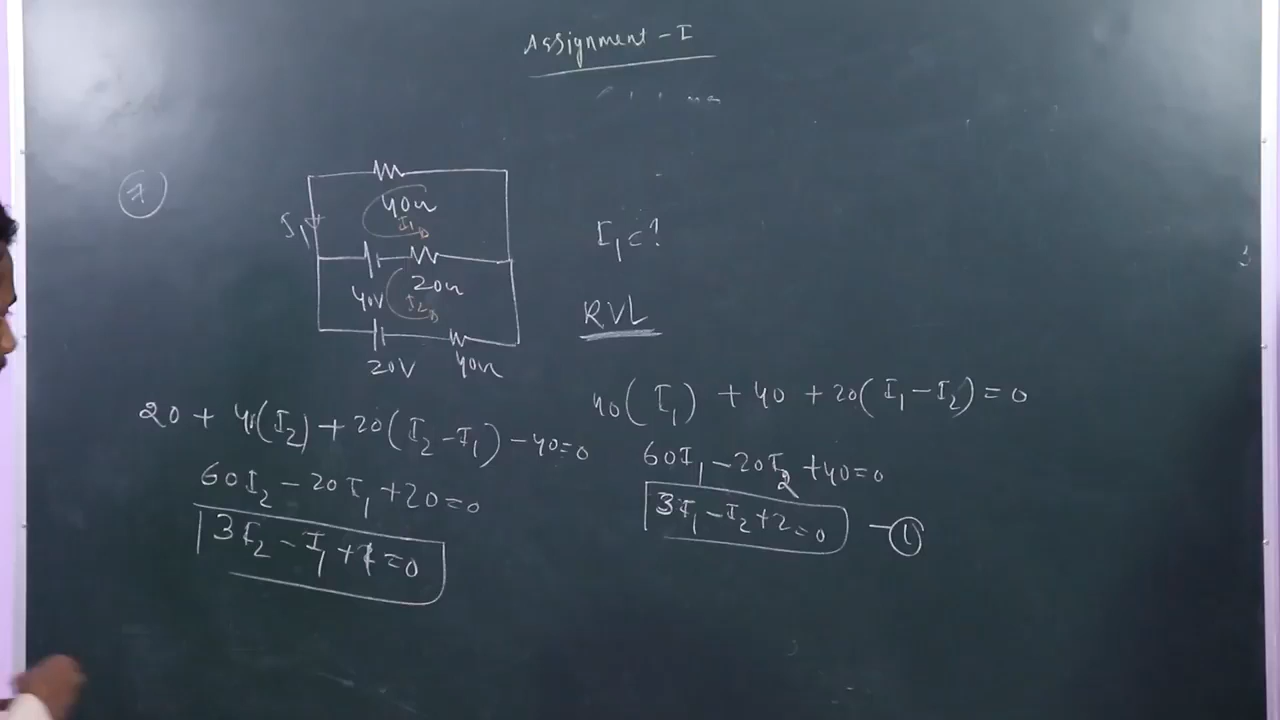 Assignment - I
7
40Ω
I₁
I₁ = ?
20Ω
40V
I₂
KVL
20V 40Ω
40(I₁) + 40 + 20(I₁ - I₂) = 0
20 + 40(I₂) + 20(I₂ - I₁) - 40 = 0
60I₁ - 20I₂ + 40 = 0
60I₂ - 20I₁ + 20 = 0
3I₁ - I₂ + 2 = 0 - ①
3I₂ - I₁ + 1 = 0